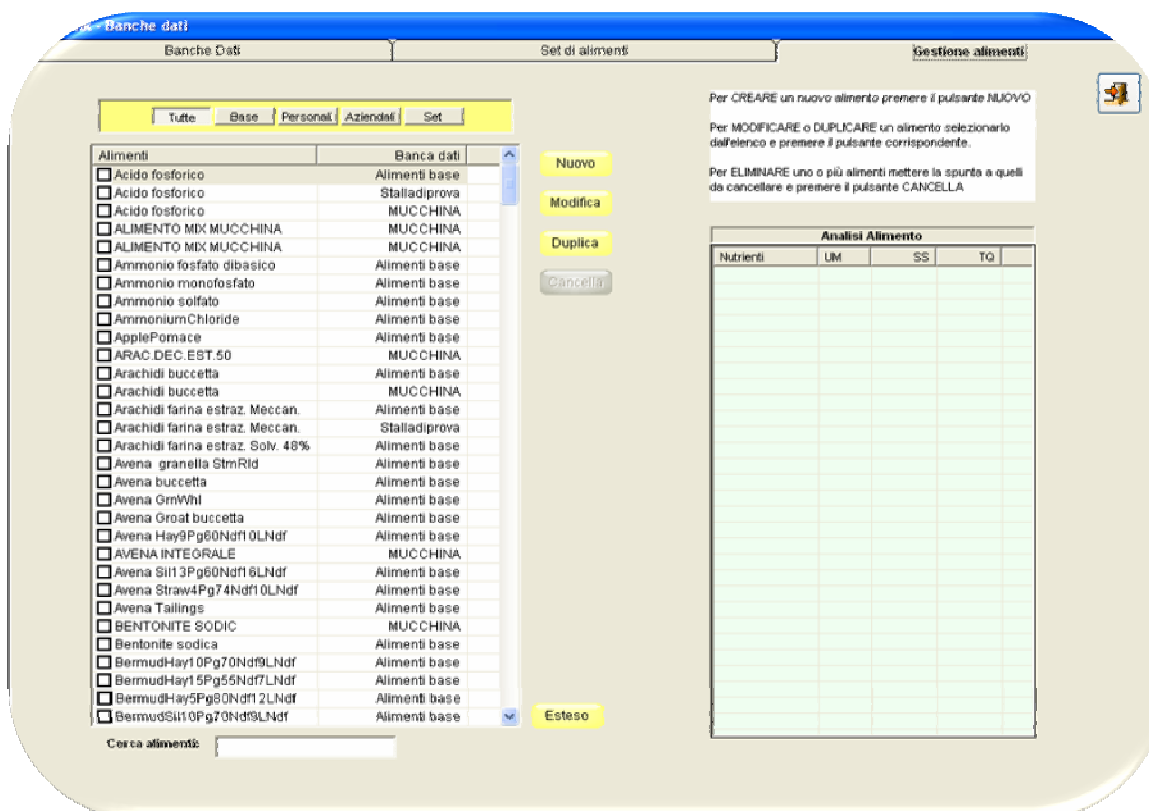 - Banche dati
Banche Dati Set di alimenti Gestione alimenti
Tutte Base Personali Aziendali Set
Alimenti Banca dati
Acido fosforico Alimenti base
Acido fosforico Stalladiprova
Acido fosforico MUCCHINA
ALIMENTO MIX MUCCHINA MUCCHINA
ALIMENTO MIX MUCCHINA MUCCHINA
Ammonio fosfato dibasico Alimenti base
Ammonio monofosfato Alimenti base
Ammonio solfato Alimenti base
AmmoniumChloride Alimenti base
ApplePomace Alimenti base
ARAC.DEC.EST.50 MUCCHINA
Arachidi buccetta Alimenti base
Arachidi buccetta MUCCHINA
Arachidi farina estraz. Meccan. Alimenti base
Arachidi farina estraz. Meccan. Stalladiprova
Arachidi farina estraz. Solv. 48% Alimenti base
Avena granella StmRld Alimenti base
Avena buccetta Alimenti base
Avena GrnWhl Alimenti base
Avena Groat buccetta Alimenti base
Avena Hay9Pg60Ndf10LNdf Alimenti base
AVENA INTEGRALE MUCCHINA
Avena Sil13Pg60Ndf16LNdf Alimenti base
Avena Straw4Pg74Ndf10LNdf Alimenti base
Avena Tailings Alimenti base
BENTONITE SODIC MUCCHINA
Bentonite sodica Alimenti base
BermudHay10Pg70Ndf9LNdf Alimenti base
BermudHay15Pg55Ndf7LNdf Alimenti base
BermudHay5Pg80Ndf12LNdf Alimenti base
BermudSil10Pg70Ndf9LNdf Alimenti base
Cerca alimenti:
Nuovo
Modifica
Duplica
Cancella
Esteso
Per CREARE un nuovo alimento premere il pulsante NUOVO
Per MODIFICARE o DUPLICARE un alimento selezionarlo
dall'elenco e premere il pulsante corrispondente.
Per ELIMINARE uno o più alimenti mettere la spunta a quelli
da cancellare e premere il pulsante CANCELLA
Analisi Alimento
Nutrienti UM SS TQ